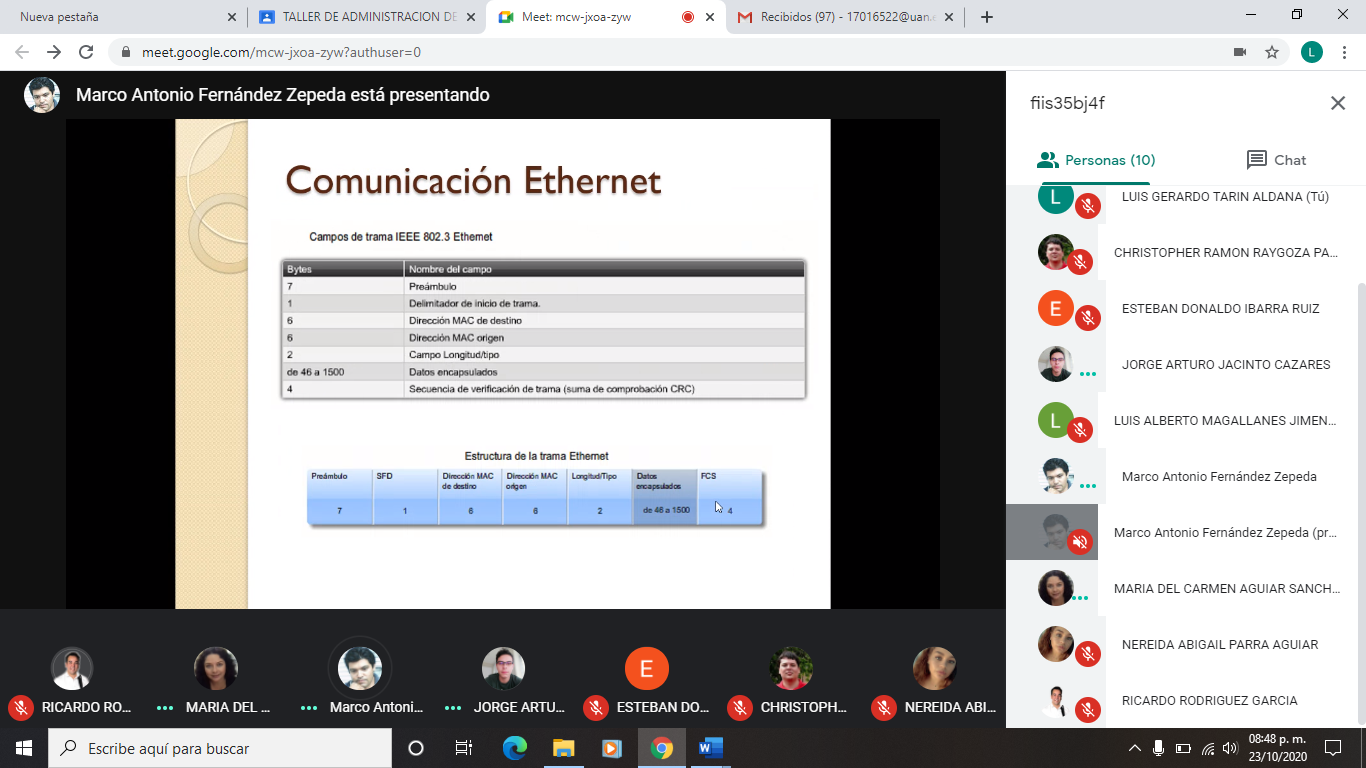 Nueva pestaña
TALLER DE ADMINISTRACION DE
Meet: mcw-jxoa-zyw
Recibidos (97) - 17016522@uan.e
meet.google.com/mcw-jxoa-zyw?authuser=0
L
Marco Antonio Fernández Zepeda está presentando
Comunicación Ethernet
Campos de trama IEEE 802.3 Ethernet
Bytes Nombre del campo
7 Preámbulo
1 Delimitador de inicio de trama.
6 Dirección MAC de destino
6 Dirección MAC origen
2 Campo Longitud/tipo
de 46 a 1500 Datos encapsulados
4 Secuencia de verificación de trama (suma de comprobación CRC)
Estructura de la trama Ethernet
Preámbulo SFD Dirección MAC de destino Dirección MAC origen Longitud/Tipo Datos encapsulados FCS
7 1 6 6 2 de 46 a 1500 4
fiis35bj4f
Personas (10) Chat
L LUIS GERARDO TARIN ALDANA (Tú)
CHRISTOPHER RAMON RAYGOZA PA...
E ESTEBAN DONALDO IBARRA RUIZ
JORGE ARTURO JACINTO CAZARES
L LUIS ALBERTO MAGALLANES JIMEN...
Marco Antonio Fernández Zepeda
Marco Antonio Fernández Zepeda (pr...
MARIA DEL CARMEN AGUIAR SANCH...
NEREIDA ABIGAIL PARRA AGUIAR
RICARDO RODRIGUEZ GARCIA
E
RICARDO RO... MARIA DEL ... Marco Antoni... JORGE ARTU... ESTEBAN DO... CHRISTOPH... NEREIDA ABI...
Escribe aquí para buscar
08:48 p. m.
23/10/2020